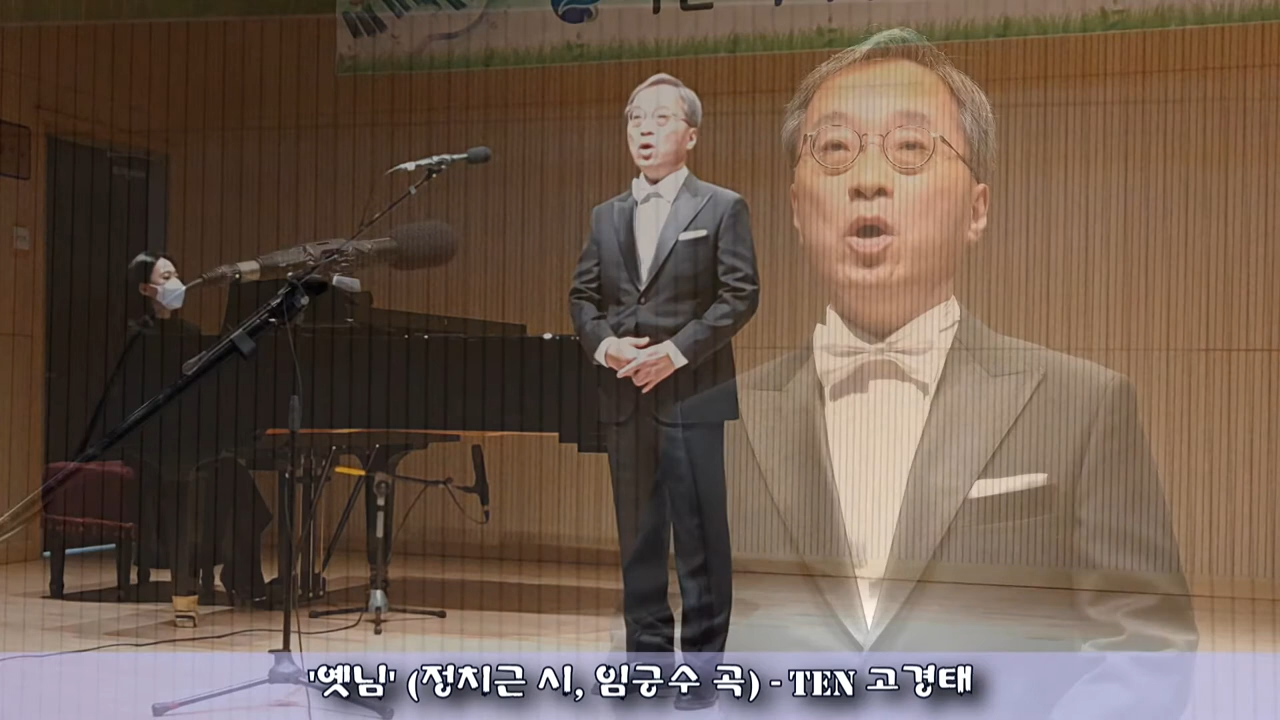 '옛님' (정치근 시, 임긍수 곡) - TEN 고경태